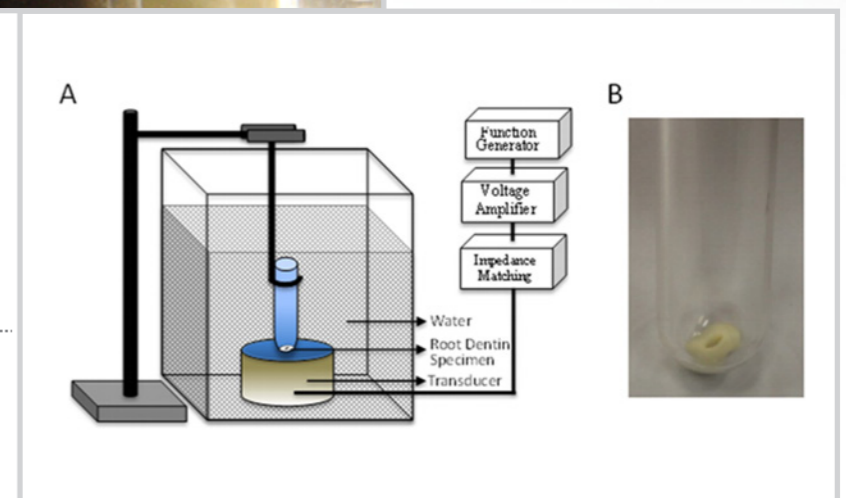 A
B
Function
Generator
Voltage
Amplifier
Impedance
Matching
Water
Root Dentin
Specimen
Transducer